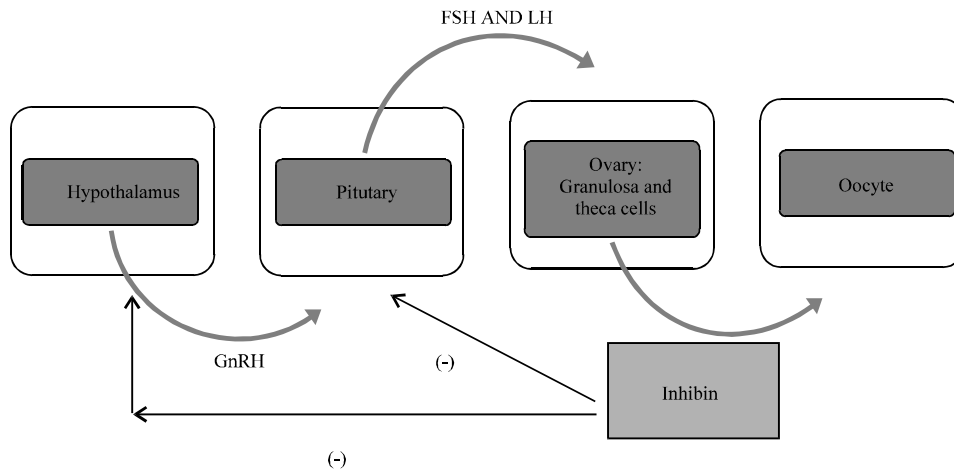 FSH AND LH
Hypothalamus
Pitutary
Ovary:
Granulosa and
theca cells
Oocyte
GnRH
(-)
Inhibin
(-)